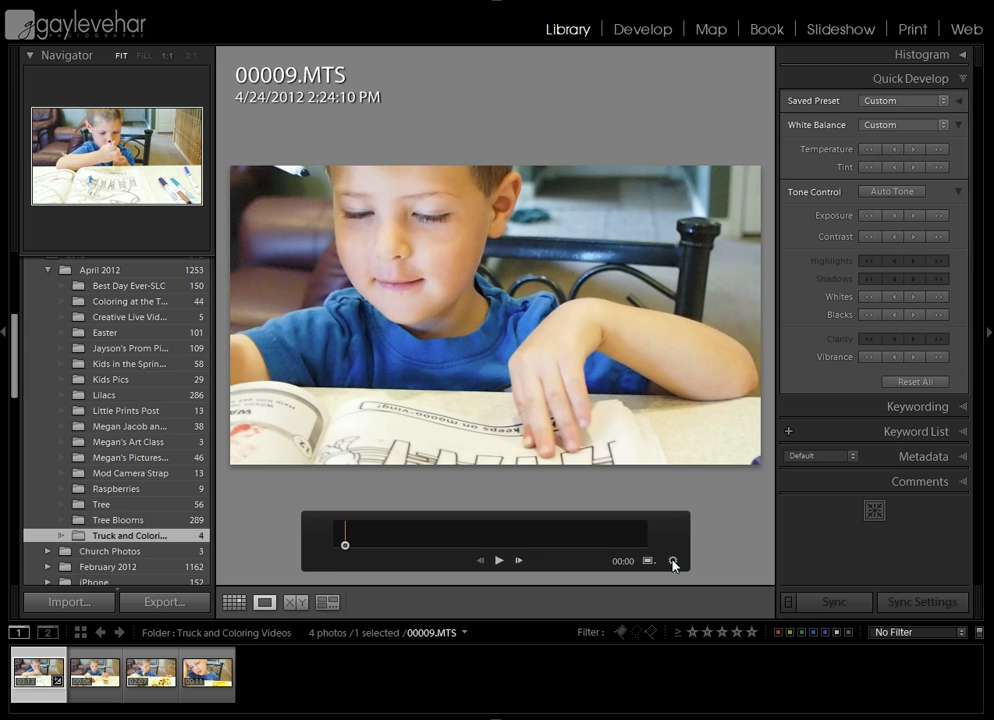 gaylevehar
PHOTOGRAPHY
Library | Develop | Map | Book | Slideshow | Print | Web
Navigator FIT FILL 1:1 3:1
00009.MTS
4/24/2012 2:24:10 PM
April 2012 1253
Best Day Ever-SLC 150
Coloring at the T... 44
Creative Live Vid... 5
Easter 101
Jayson's Prom Pi... 109
Kids in the Sprin... 58
Kids Pics 29
Lilacs 286
Little Prints Post 13
Megan Jacob an... 38
Megan's Art Class 3
Megan's Pictures... 46
Mod Camera Strap 13
Raspberries 9
Tree 56
Tree Blooms 289
Truck and Colori... 4
Church Photos 3
February 2012 1162
iPhone 152
Import... Export...
keeps on mooo-ving!
00:00
Histogram
Quick Develop
Saved Preset Custom
White Balance Custom
Temperature
Tint
Tone Control Auto Tone
Exposure
Contrast
Highlights
Shadows
Whites
Blacks
Clarity
Vibrance
Reset All
Keywording
Keyword List
Default Metadata
Comments
Sync Sync Settings
X Y
1 2 Folder : Truck and Coloring Videos 4 photos /1 selected /00009.MTS Filter : No Filter